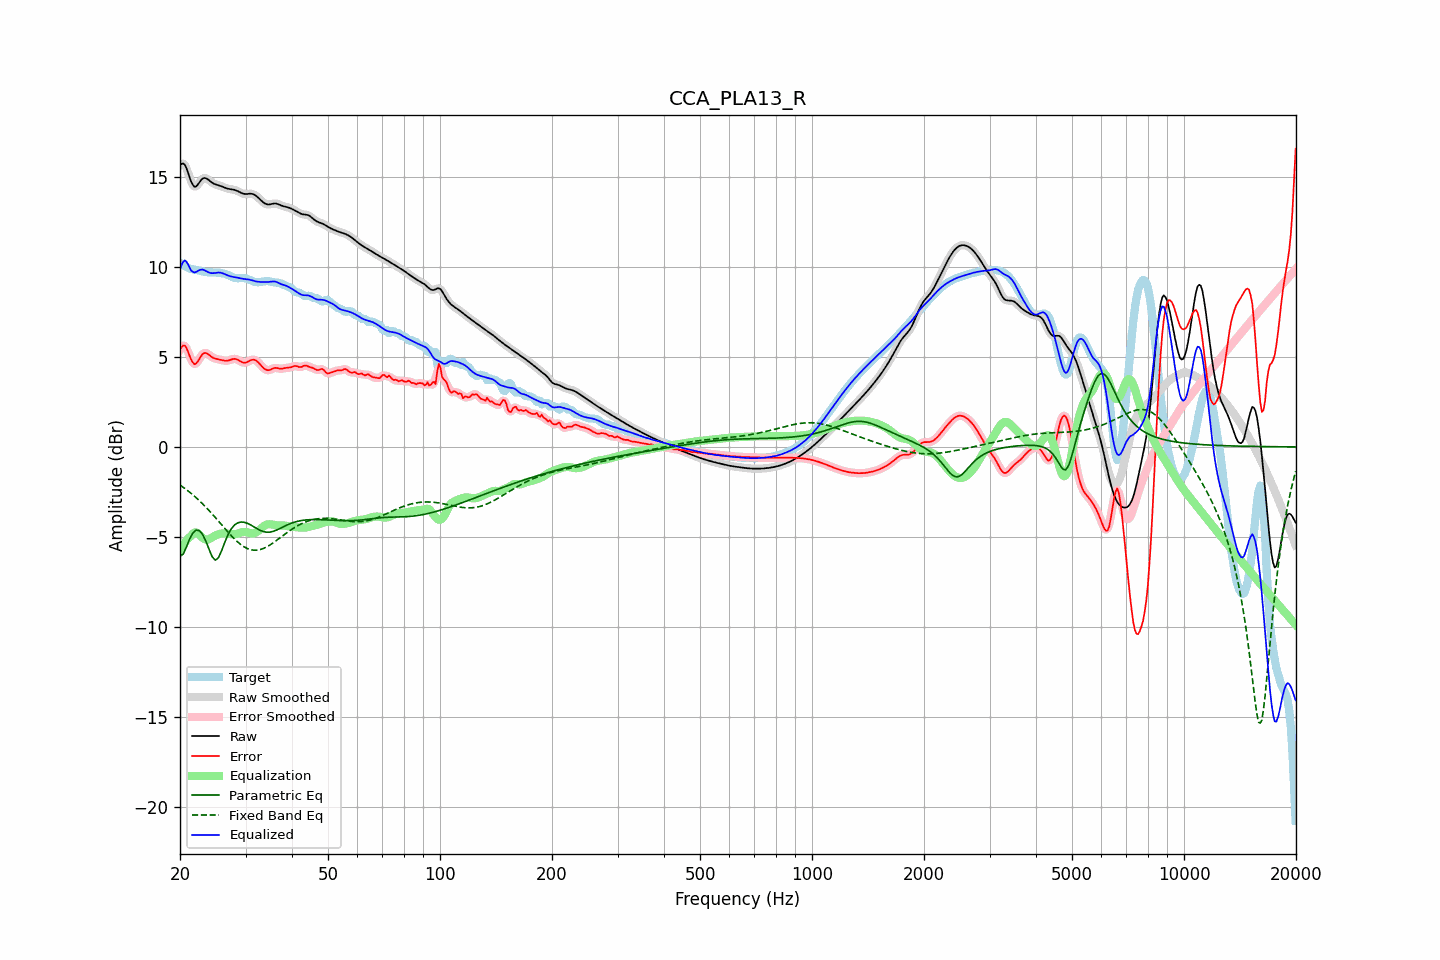 CCA_PLA13_R
Amplitude (dBr)
15
10
5
0
−5
−10
−15
−20
Target
Raw Smoothed
Error Smoothed
Raw
Error
Equalization
Parametric Eq
Fixed Band Eq
Equalized
20 50 100 200 500 1000 2000 5000 10000 20000
Frequency (Hz)